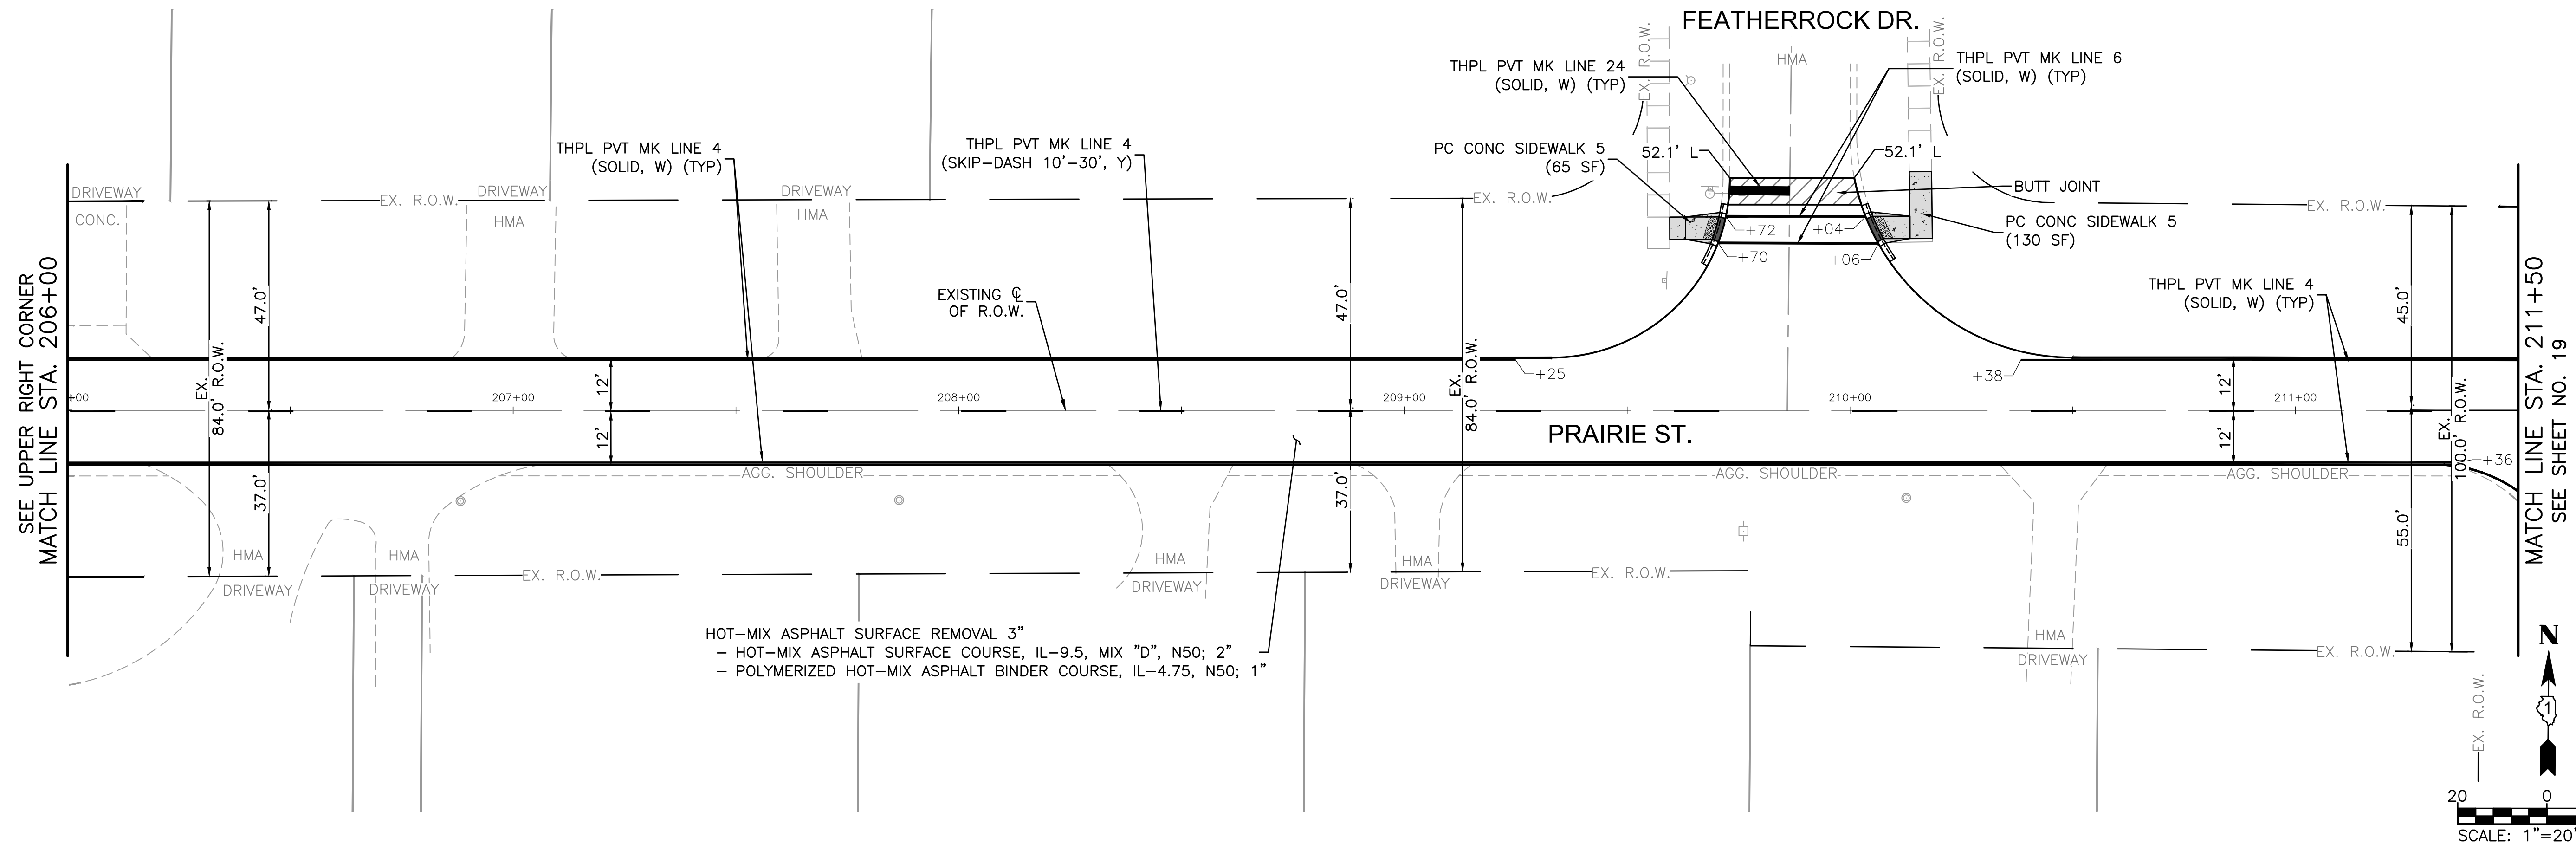 FEATHERROCK DR.
EX. R.O.W.
EX. R.O.W.
HMA
THPL PVT MK LINE 24
(SOLID, W) (TYP)
THPL PVT MK LINE 6
(SOLID, W) (TYP)
THPL PVT MK LINE 4
(SOLID, W) (TYP)
THPL PVT MK LINE 4
(SKIP-DASH 10'-30', Y)
PC CONC SIDEWALK 5
(65 SF)
52.1' L
52.1' L
BUTT JOINT
PC CONC SIDEWALK 5
(130 SF)
DRIVEWAY
CONC.
EX. R.O.W.
DRIVEWAY
HMA
DRIVEWAY
HMA
EX. R.O.W.
EX. R.O.W.
+72
+04
+70
+06
SEE UPPER RIGHT CORNER
MATCH LINE STA. 206+00
47.0'
EX.
84.0' R.O.W.
37.0'
12'
12'
EXISTING ℄
OF R.O.W.
47.0'
EX.
84.0' R.O.W.
37.0'
THPL PVT MK LINE 4
(SOLID, W) (TYP)
45.0'
EX.
100.0' R.O.W.
55.0'
12'
12'
MATCH LINE STA. 211+50
SEE SHEET NO. 19
+25
+38
+00
207+00
208+00
209+00
210+00
211+00
PRAIRIE ST.
+36
AGG. SHOULDER
AGG. SHOULDER
AGG. SHOULDER
HMA
DRIVEWAY
HMA
DRIVEWAY
EX. R.O.W.
HMA
DRIVEWAY
HMA
DRIVEWAY
EX. R.O.W.
HMA
DRIVEWAY
EX. R.O.W.
EX. R.O.W.
HOT-MIX ASPHALT SURFACE REMOVAL 3"
- HOT-MIX ASPHALT SURFACE COURSE, IL-9.5, MIX "D", N50; 2"
- POLYMERIZED HOT-MIX ASPHALT BINDER COURSE, IL-4.75, N50; 1"
N
1
20 0
SCALE: 1"=20'